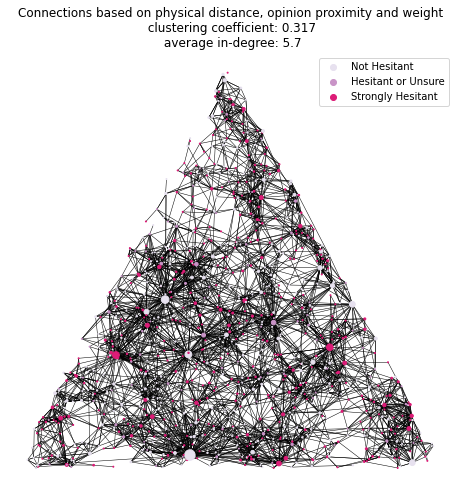 Connections based on physical distance, opinion proximity and weight
clustering coefficient: 0.317
average in-degree: 5.7
Not Hesitant
Hesitant or Unsure
Strongly Hesitant